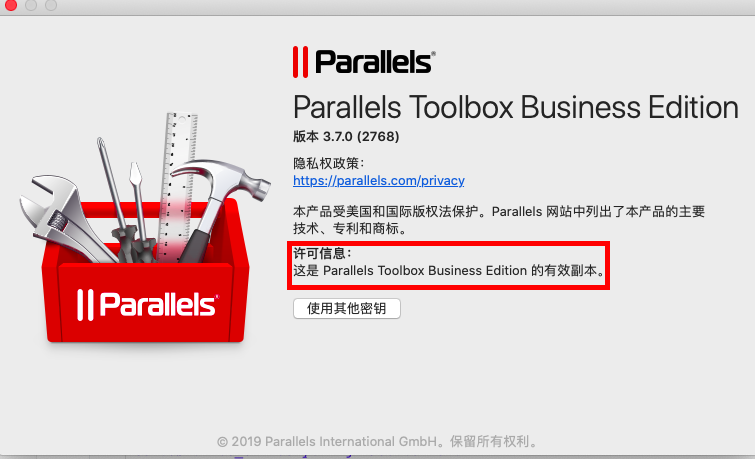 Parallels®
Parallels Toolbox Business Edition
版本 3.7.0 (2768)
隐私权政策：
https://parallels.com/privacy
本产品受美国和国际版权法保护。Parallels 网站中列出了本产品的主要
技术、专利和商标。
许可信息：
这是 Parallels Toolbox Business Edition 的有效副本。
使用其他密钥
Parallels®
© 2019 Parallels International GmbH。保留所有权利。